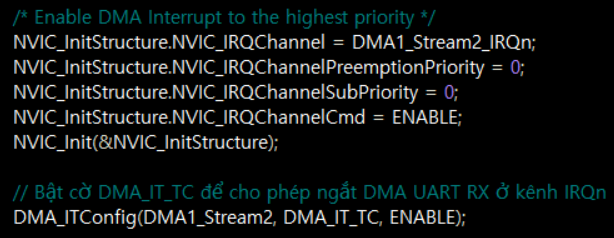 /* Enable DMA Interrupt to the highest priority */
NVIC_InitStructure.NVIC_IRQChannel = DMA1_Stream2_IRQn;
NVIC_InitStructure.NVIC_IRQChannelPreemptionPriority = 0;
NVIC_InitStructure.NVIC_IRQChannelSubPriority = 0;
NVIC_InitStructure.NVIC_IRQChannelCmd = ENABLE;
NVIC_Init(&NVIC_InitStructure);
// Bật cờ DMA_IT_TC để cho phép ngắt DMA UART RX ở kênh IRQn
DMA_ITConfig(DMA1_Stream2, DMA_IT_TC, ENABLE);